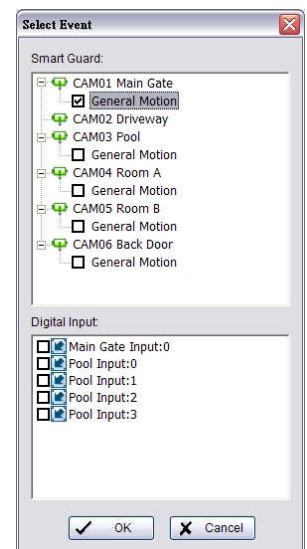 Select Event
Smart Guard:
CAM01 Main Gate
General Motion
CAM02 Driveway
CAM03 Pool
General Motion
CAM04 Room A
General Motion
CAM05 Room B
General Motion
CAM06 Back Door
General Motion
Digital Input:
Main Gate Input:0
Pool Input:0
Pool Input:1
Pool Input:2
Pool Input:3
OK
Cancel